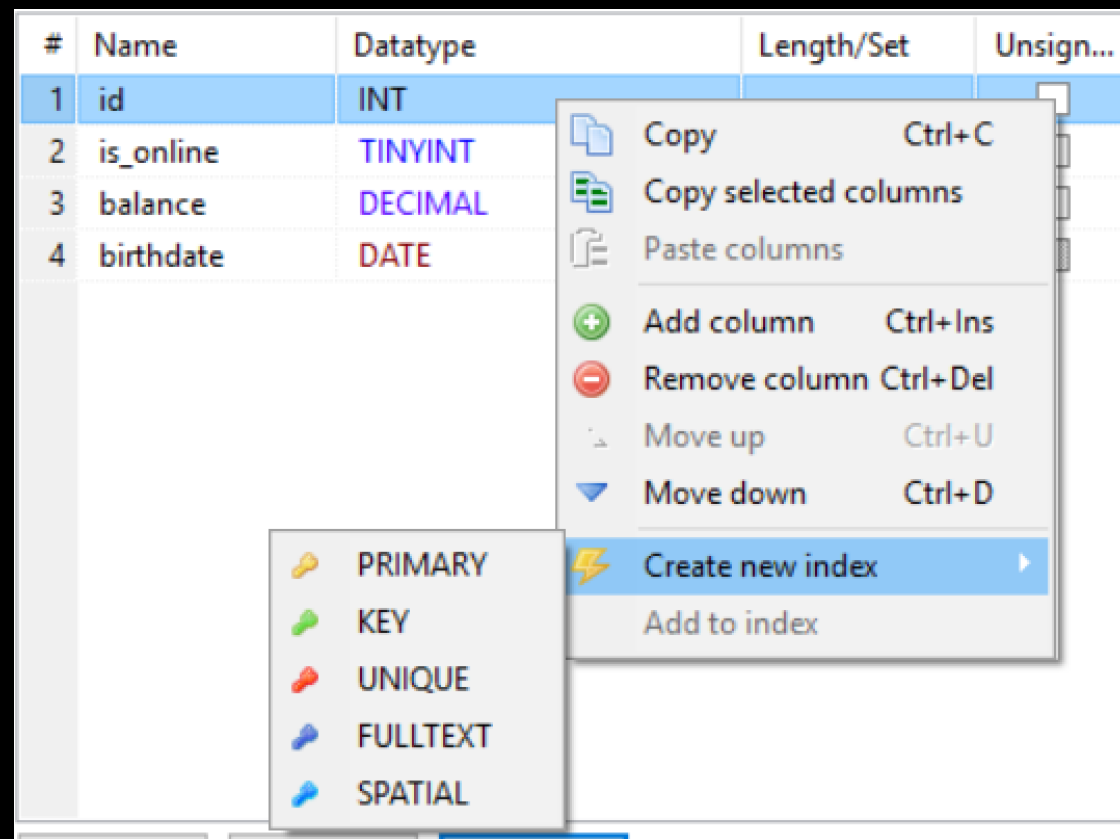 # Name Datatype Length/Set Unsign...
1 id INT
2 is_online TINYINT
3 balance DECIMAL
4 birthdate DATE
Copy Ctrl+C
Copy selected columns
Paste columns
Add column Ctrl+Ins
Remove column Ctrl+Del
Move up Ctrl+U
Move down Ctrl+D
Create new index
Add to index
PRIMARY
KEY
UNIQUE
FULLTEXT
SPATIAL